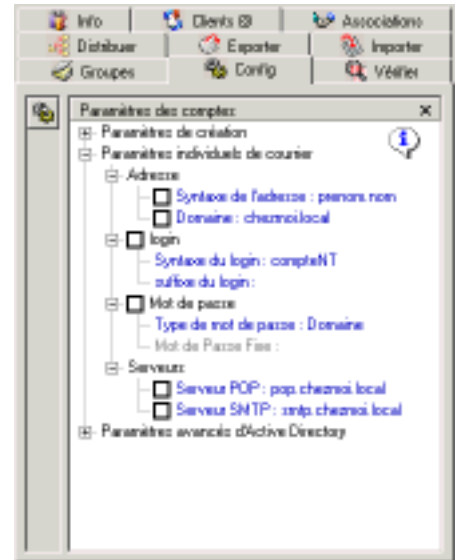 Info Clients (3) Associations
Distribuer Exporter Importer
Groupes Config Vérifier
Paramètres des comptes
Paramètres de création
Paramètres individuels de courrier
Adresse
Syntaxe de l'adresse : prenom.nom
Domaine : chezmoi.local
login
Syntaxe du login : compteNT
suffixe du login :
Mot de passe
Type de mot de passe : Domaine
Mot de Passe Fixe :
Serveurs
Serveur POP : pop.chezmoi.local
Serveur SMTP : smtp.chezmoi.local
Paramètres avancés d'Active Directory